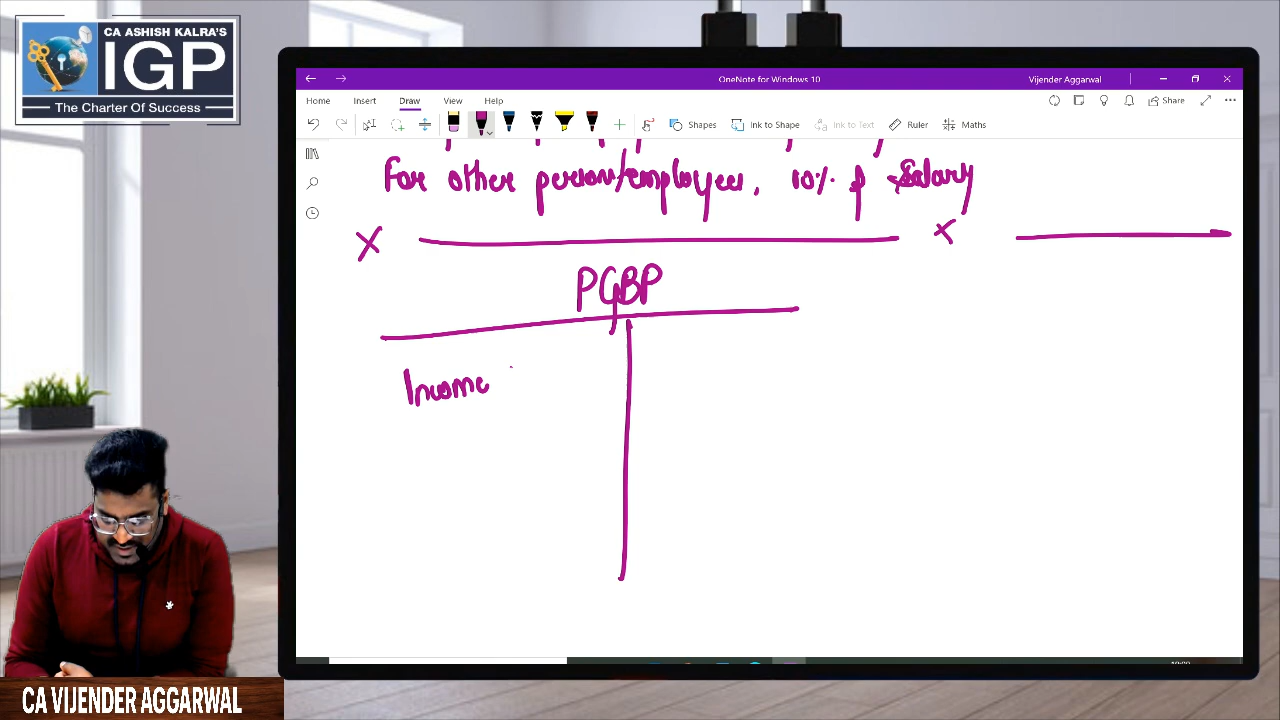 CA ASHISH KALRA'S
IGP
The Charter Of Success
OneNote for Windows 10
Vijender Aggarwal
Home Insert Draw View Help
Share
Shapes Ink to Shape Ink to Text Ruler Maths
For other person/employees, 10% of Salary
X X
PGBP
Income
CA VIJENDER AGGARWAL